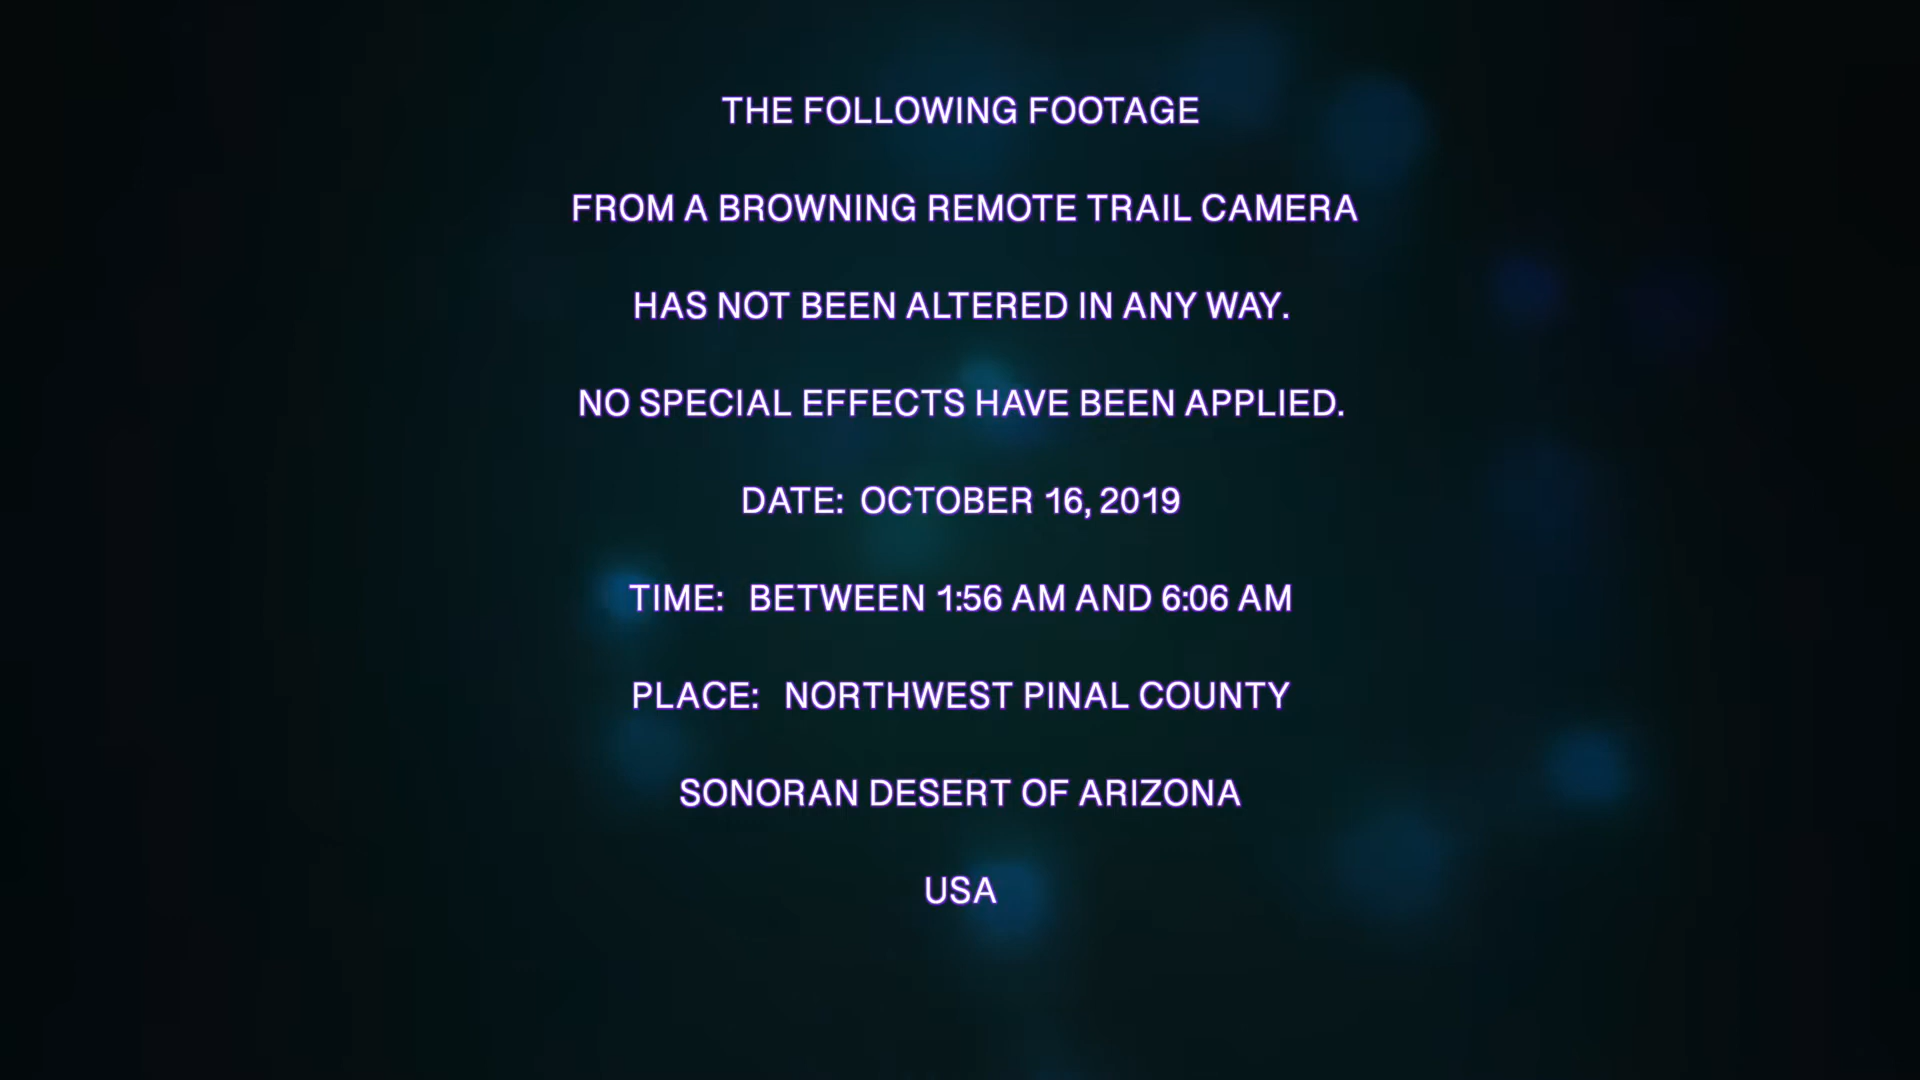 THE FOLLOWING FOOTAGE
FROM A BROWNING REMOTE TRAIL CAMERA
HAS NOT BEEN ALTERED IN ANY WAY.
NO SPECIAL EFFECTS HAVE BEEN APPLIED.
DATE: OCTOBER 16, 2019
TIME: BETWEEN 1:56 AM AND 6:06 AM
PLACE: NORTHWEST PINAL COUNTY
SONORAN DESERT OF ARIZONA
USA